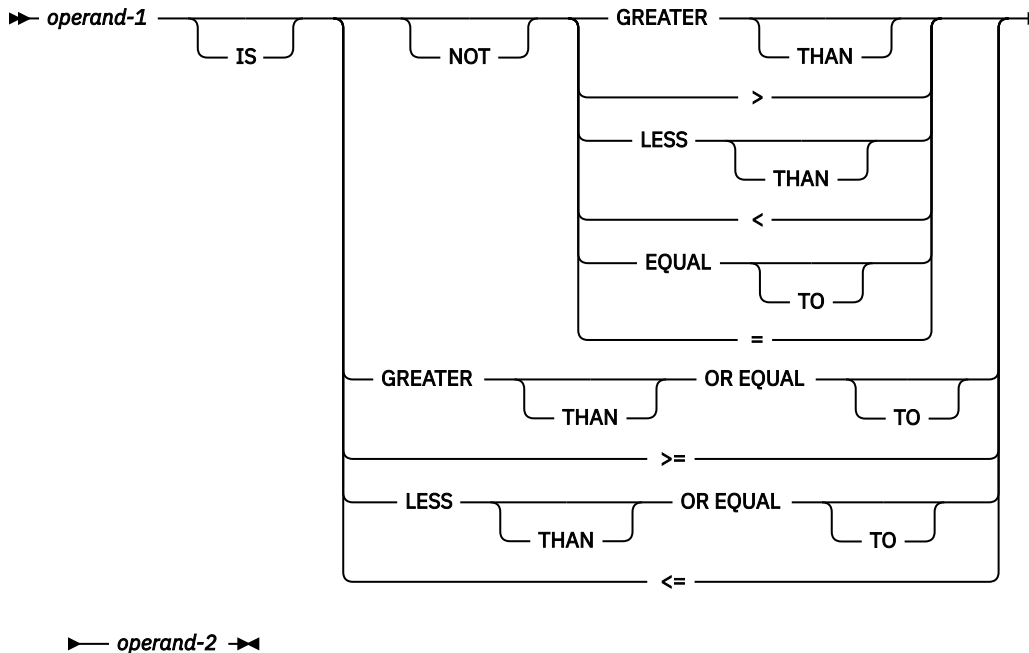 operand-1 GREATER
IS NOT THAN
>
LESS
THAN
<
EQUAL
TO
=
GREATER OR EQUAL
THAN TO
>=
LESS OR EQUAL
THAN TO
<=
operand-2